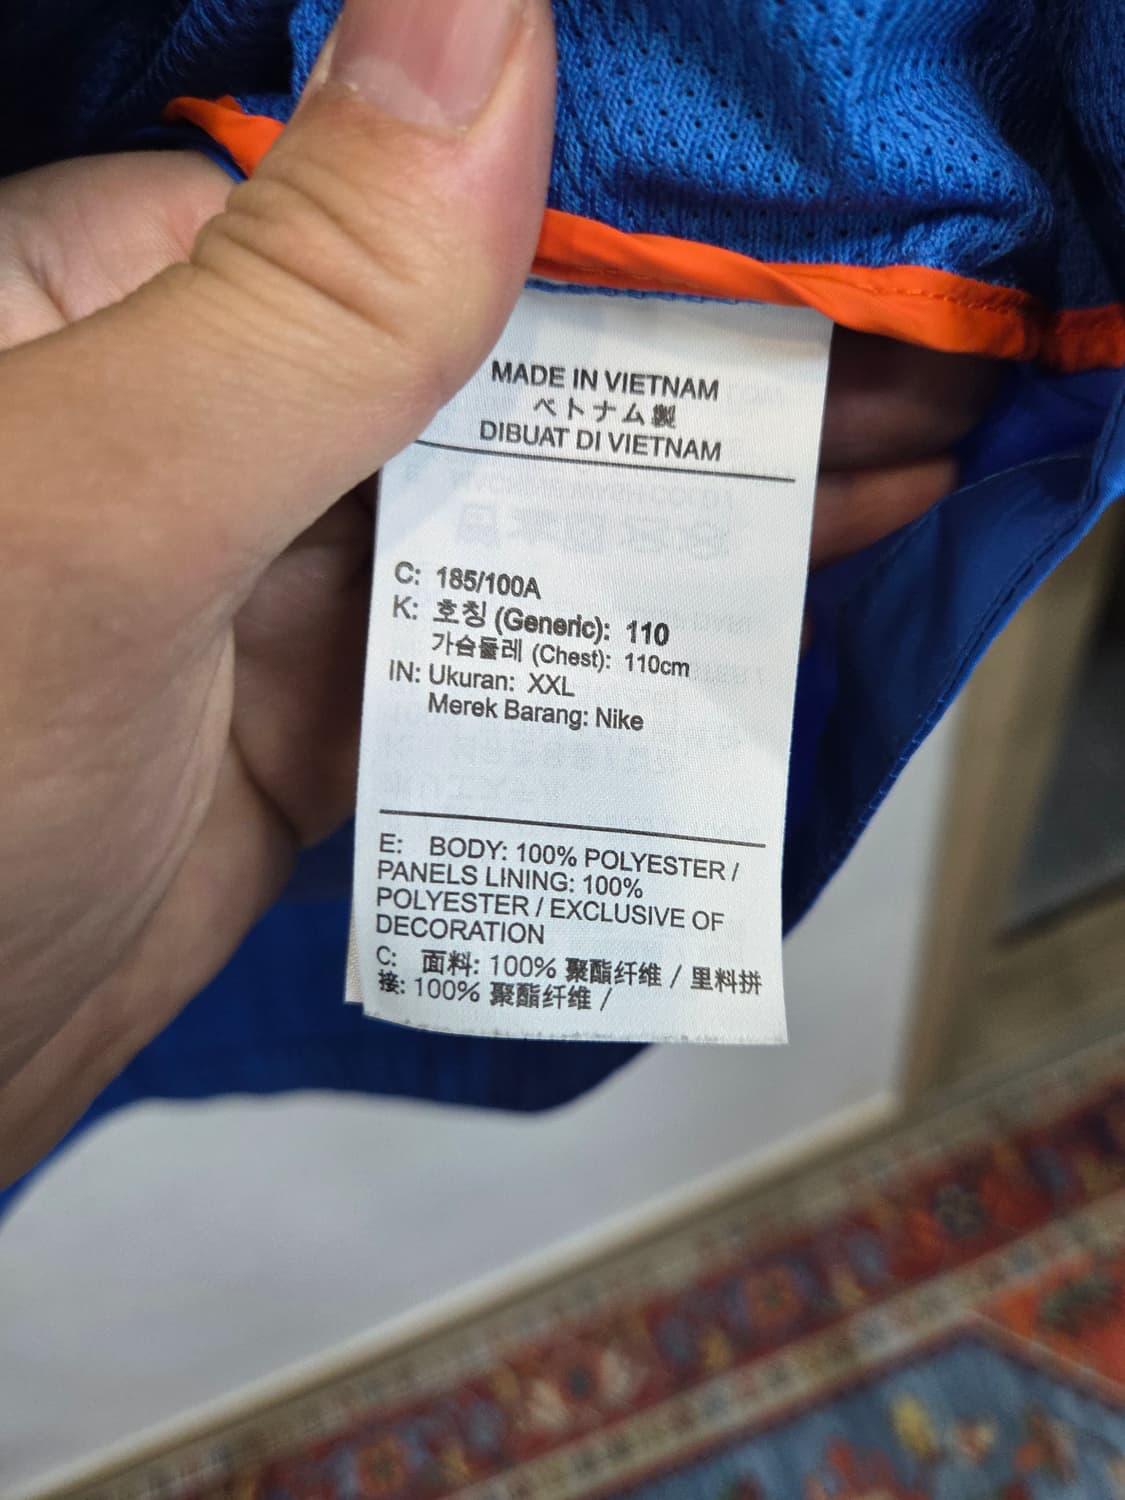 MADE IN VIETNAM
ベトナム製
DIBUAT DI VIETNAM
C: 185/100A
K: 호칭 (Generic): 110
가슴둘레 (Chest): 110cm
IN: Ukuran: XXL
Merek Barang: Nike
E: BODY: 100% POLYESTER /
PANELS LINING: 100%
POLYESTER / EXCLUSIVE OF
DECORATION
C: 面料: 100% 聚酯纤维 / 里料拼
接: 100% 聚酯纤维 /